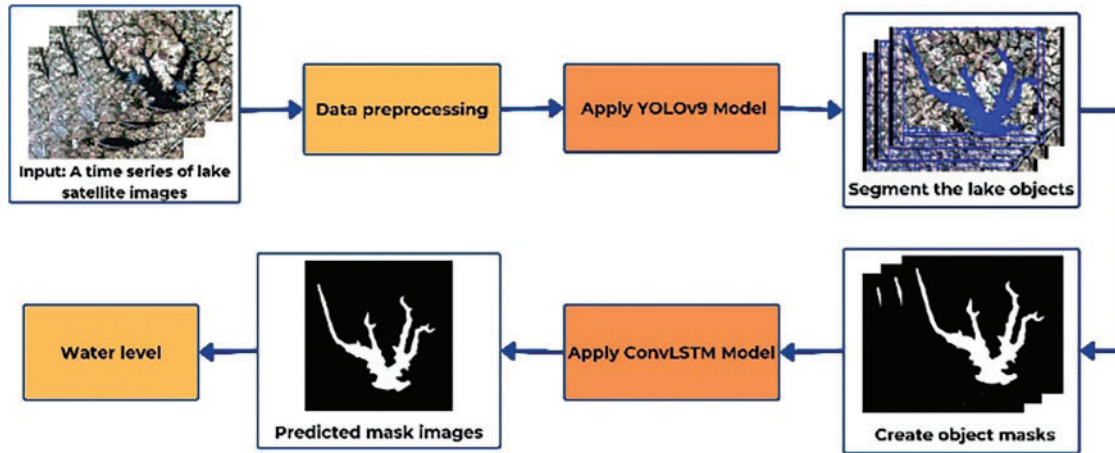 Input: A time series of lake
satellite images
Data preprocessing
Apply YOLOv9 Model
Segment the lake objects
Water level
Predicted mask images
Apply ConvLSTM Model
Create object masks